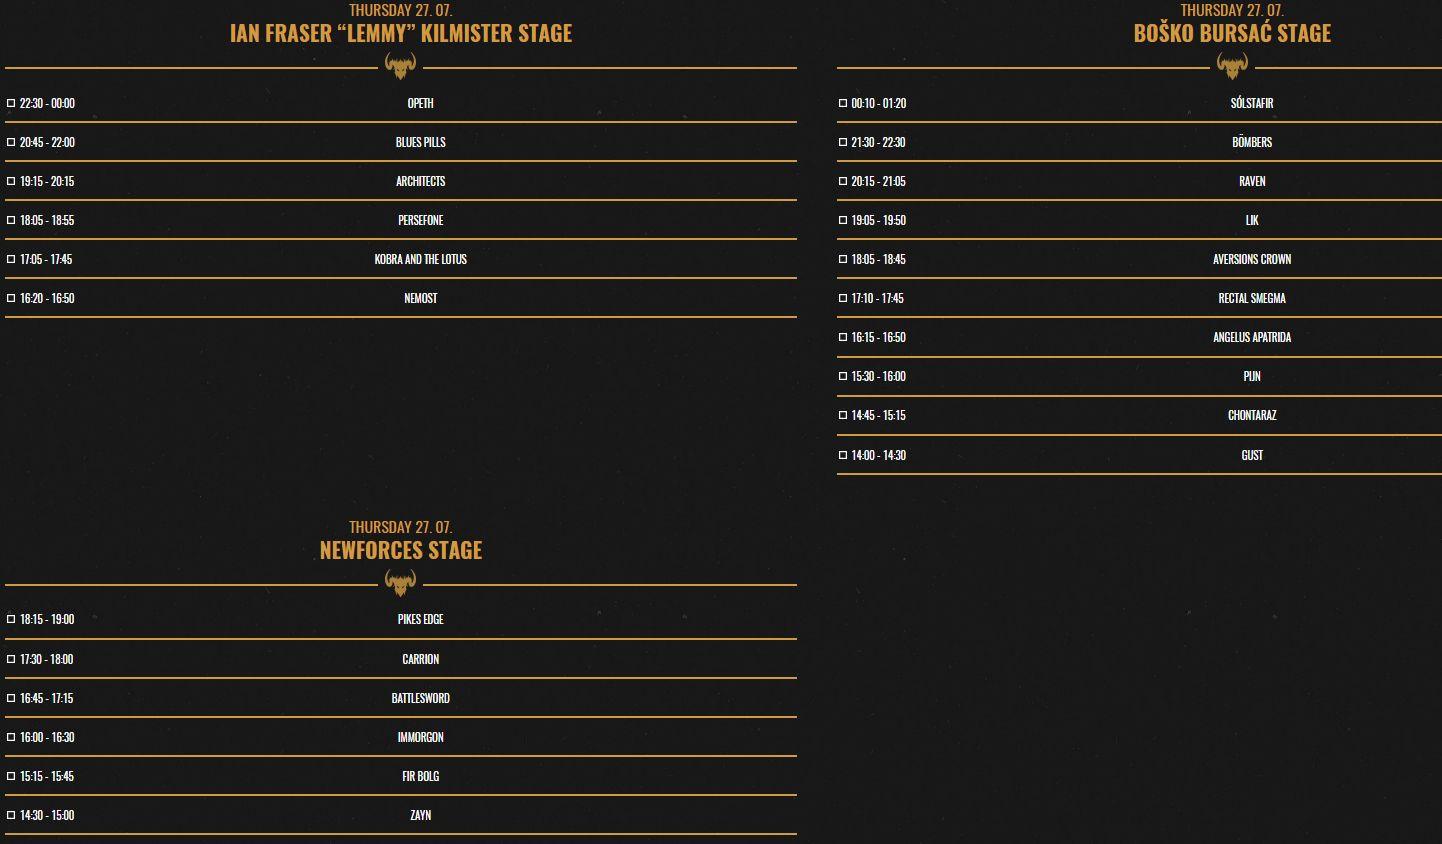 THURSDAY 27. 07.
IAN FRASER “LEMMY” KILMISTER STAGE
22:30 - 00:00 OPETH
20:45 - 22:00 BLUES PILLS
19:15 - 20:15 ARCHITECTS
18:05 - 18:55 PERSEFONE
17:05 - 17:45 KOBRA AND THE LOTUS
16:20 - 16:50 NEMOST
THURSDAY 27. 07.
BOŠKO BURSAĆ STAGE
00:10 - 01:20 SÓLSTAFIR
21:30 - 22:30 BÖMBERS
20:15 - 21:05 RAVEN
19:05 - 19:50 LIK
18:05 - 18:45 AVERSIONS CROWN
17:10 - 17:45 RECTAL SMEGMA
16:15 - 16:50 ANGELUS APATRIDA
15:30 - 16:00 PIJN
14:45 - 15:15 CHONTARAZ
14:00 - 14:30 GUST
THURSDAY 27. 07.
NEWFORCES STAGE
18:15 - 19:00 PIKES EDGE
17:30 - 18:00 CARRION
16:45 - 17:15 BATTLESWORD
16:00 - 16:30 IMMORGON
15:15 - 15:45 FIR BOLG
14:30 - 15:00 ZAYN